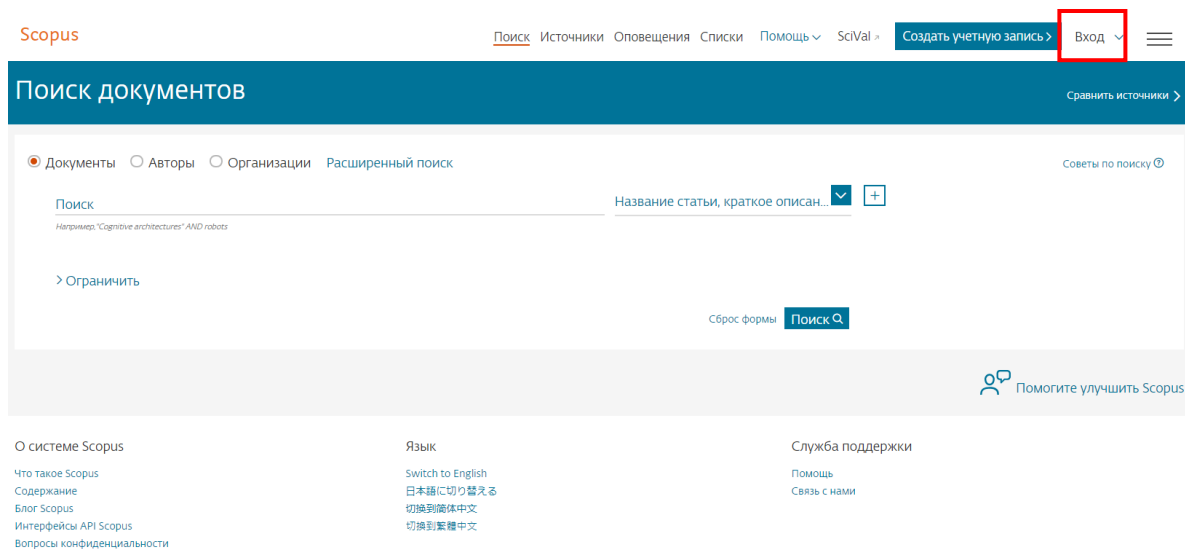 Scopus
Поиск Источники Оповещения Списки Помощь SciVal Создать учетную запись Вход
Поиск документов
Сравнить источники
Документы Авторы Организации Расширенный поиск
Советы по поиску
Поиск
Название статьи, краткое описан...
Например,"Cognitive architectures" AND robots
Ограничить
Сброс формы Поиск
Помогите улучшить Scopus
О системе Scopus
Что такое Scopus
Содержание
Блог Scopus
Интерфейсы API Scopus
Вопросы конфиденциальности
Язык
Switch to English
日本語に切り替える
切换到简体中文
切換到繁體中文
Служба поддержки
Помощь
Связь с нами